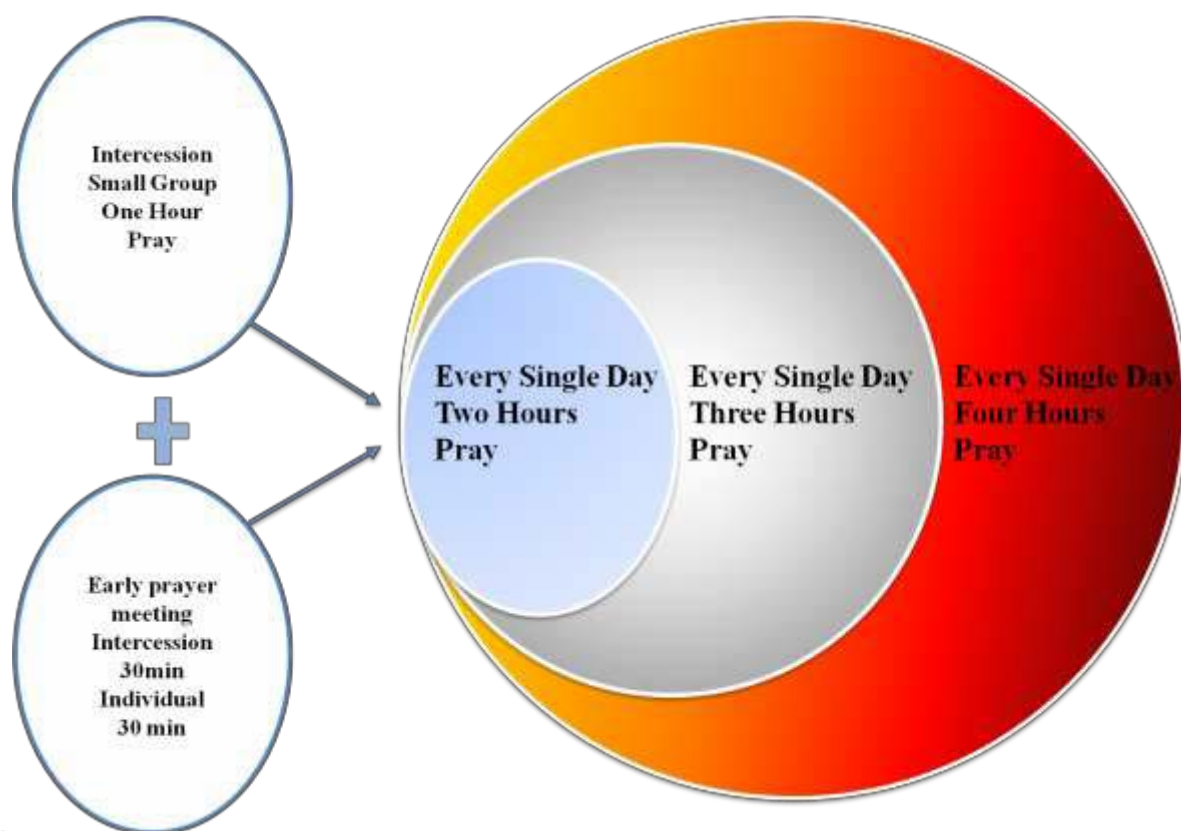 Intercession
Small Group
One Hour
Pray
Early prayer
meeting
Intercession
30min
Individual
30 min
Every Single Day
Two Hours
Pray
Every Single Day
Three Hours
Pray
Every Single Day
Four Hours
Pray